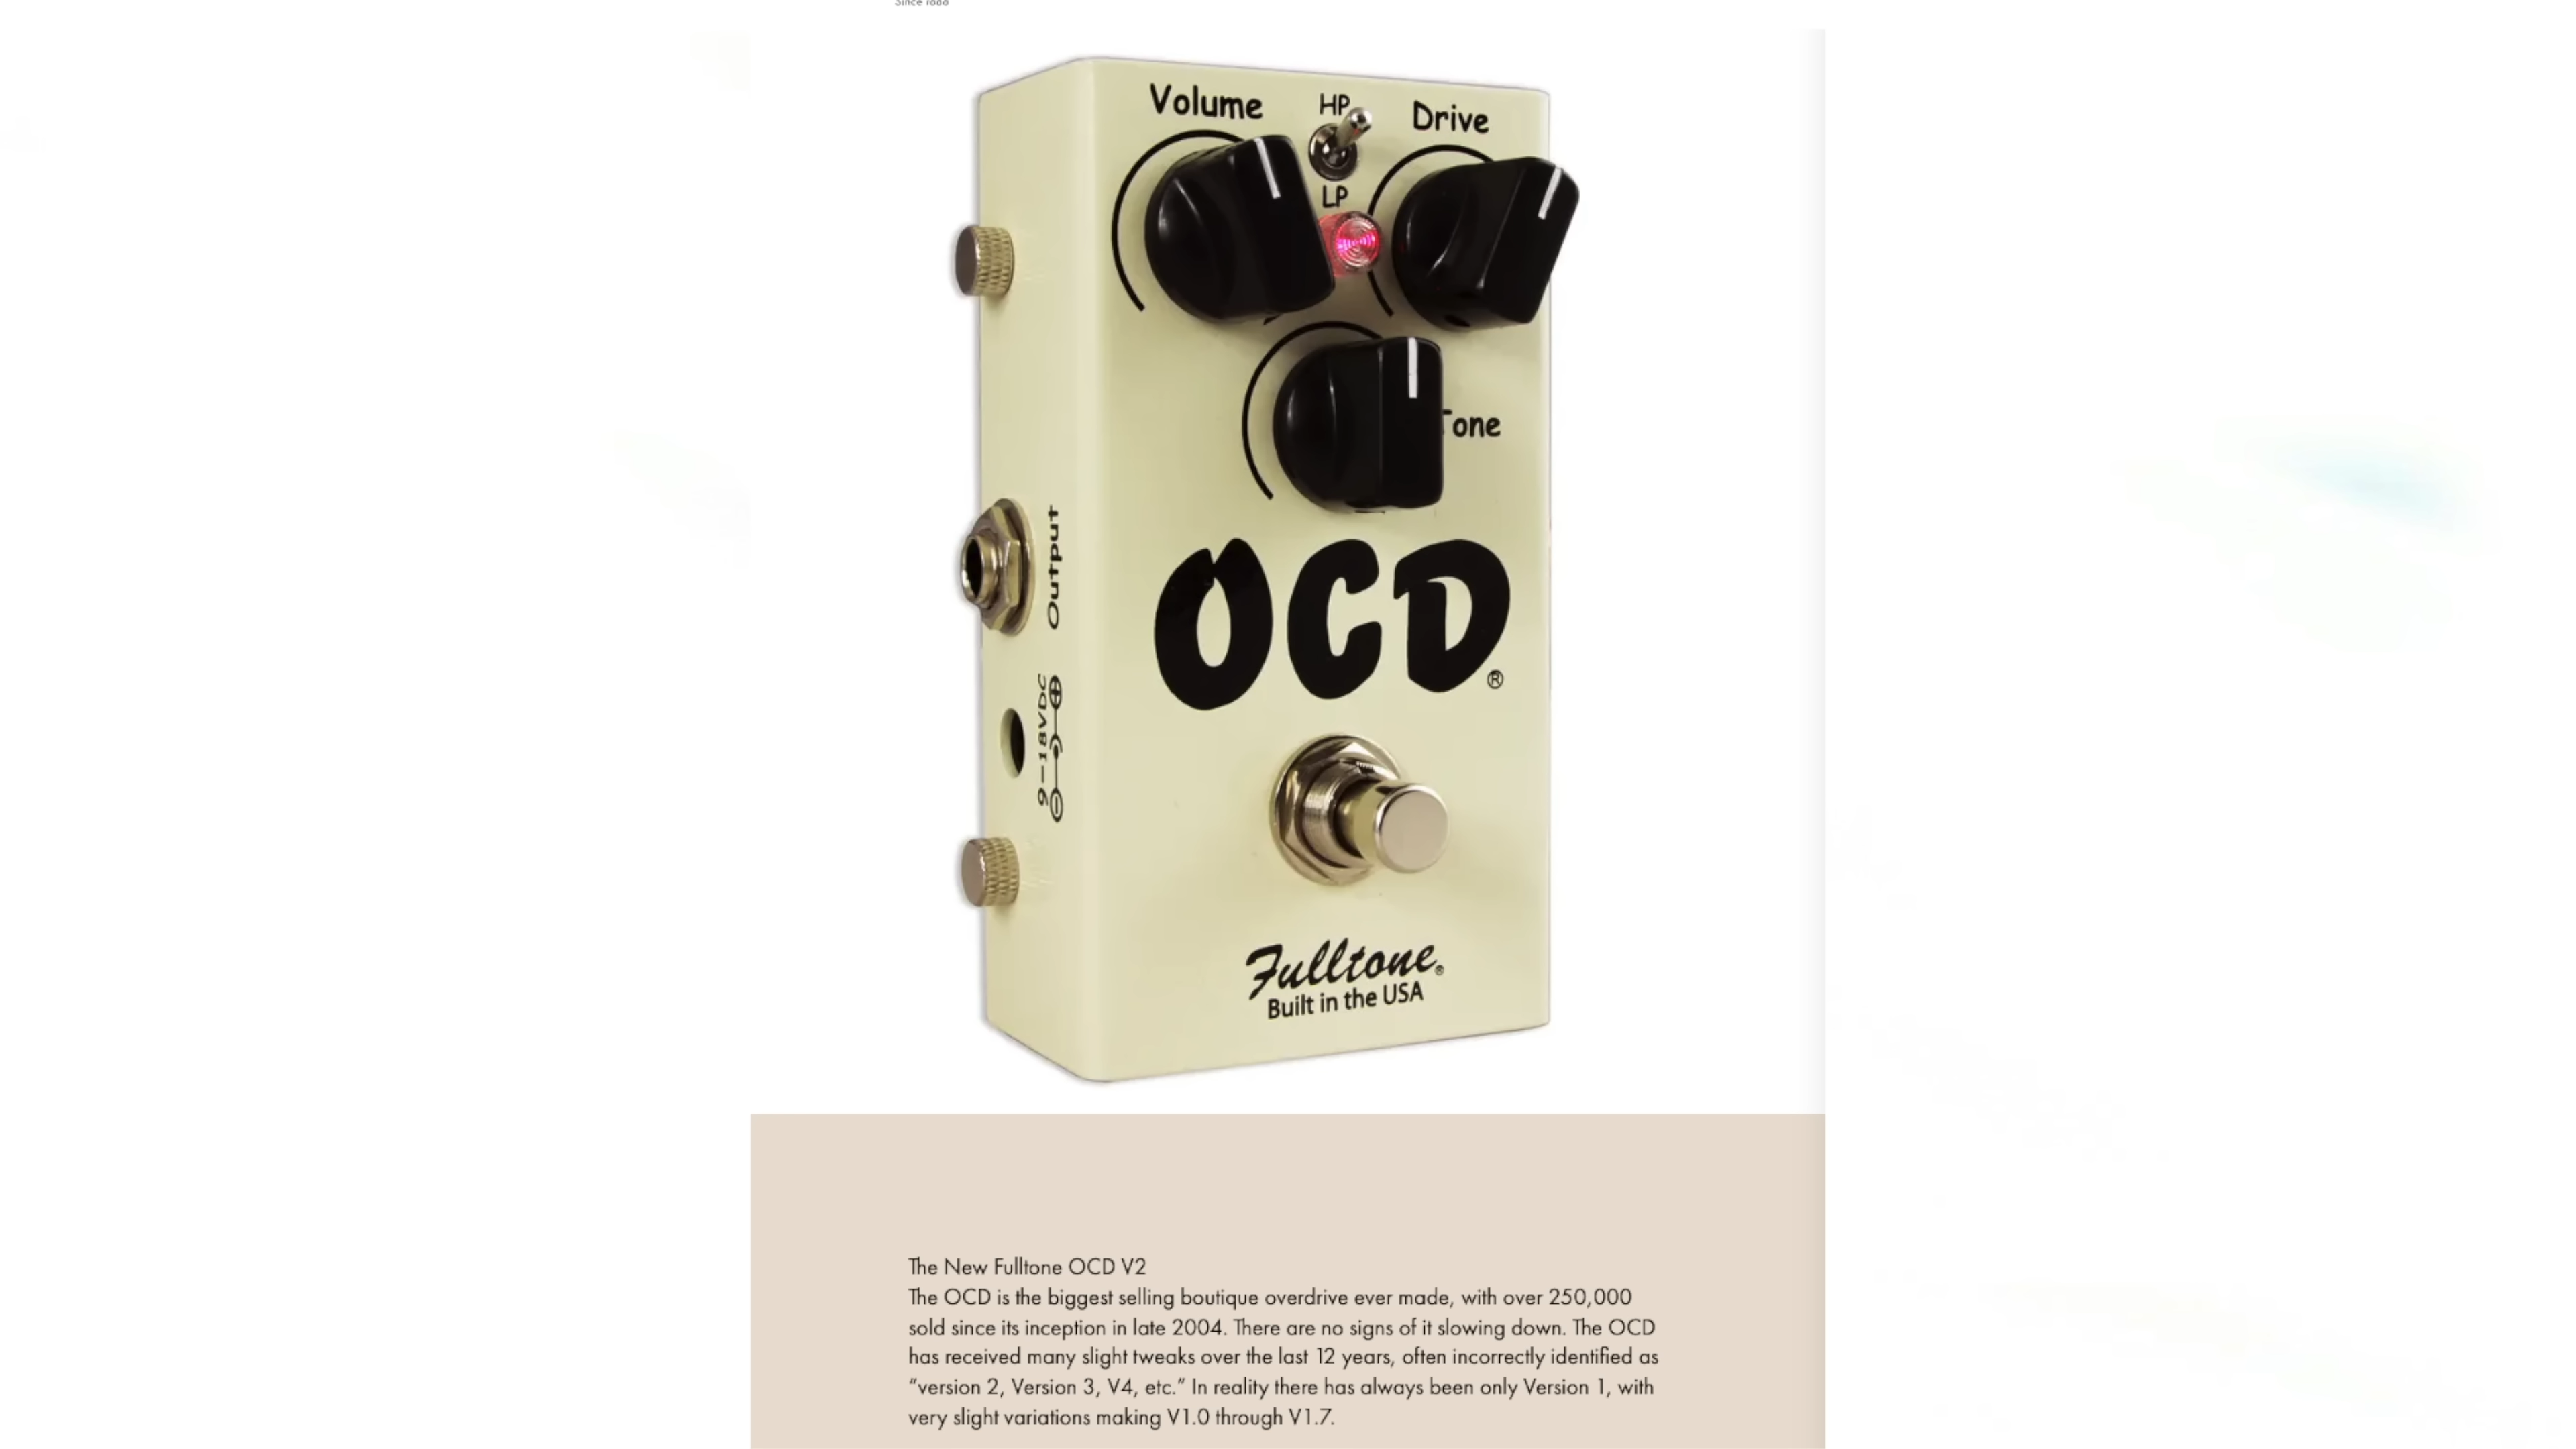 Since 1888
Volume
HP
Drive
LP
Tone
Output
9-18VDC
OCD®
Fulltone®
Built in the USA
The New Fulltone OCD V2
The OCD is the biggest selling boutique overdrive ever made, with over 250,000
sold since its inception in late 2004. There are no signs of it slowing down. The OCD
has received many slight tweaks over the last 12 years, often incorrectly identified as
“version 2, Version 3, V4, etc.” In reality there has always been only Version 1, with
very slight variations making V1.0 through V1.7.